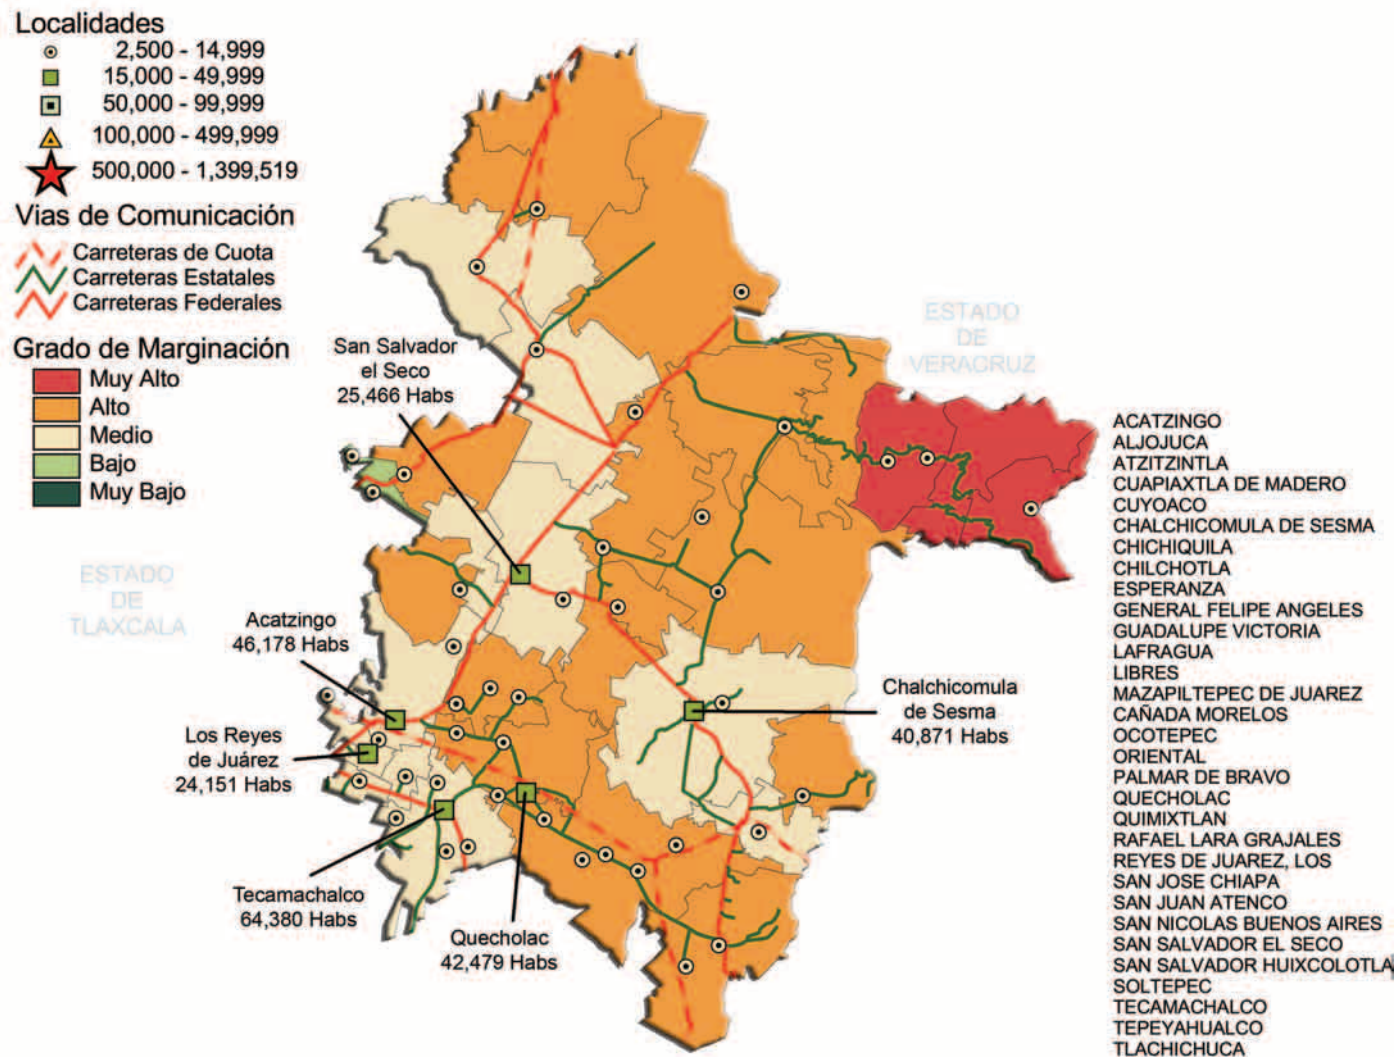 Localidades
2,500 - 14,999
15,000 - 49,999
50,000 - 99,999
100,000 - 499,999
500,000 - 1,399,519
Vias de Comunicación
Carreteras de Cuota
Carreteras Estatales
Carreteras Federales
Grado de Marginación
Muy Alto
Alto
Medio
Bajo
Muy Bajo
San Salvador
el Seco
25,466 Habs
ESTADO
DE
VERACRUZ
ESTADO
DE
TLAXCALA
Acatzingo
46,178 Habs
Los Reyes
de Juárez
24,151 Habs
Chalchicomula
de Sesma
40,871 Habs
Tecamachalco
64,380 Habs
Quecholac
42,479 Habs
ACATZINGO
ALJOJUCA
ATZITZINTLA
CUAPIAXTLA DE MADERO
CUYOACO
CHALCHICOMULA DE SESMA
CHICHIQUILA
CHILCHOTLA
ESPERANZA
GENERAL FELIPE ANGELES
GUADALUPE VICTORIA
LAFRAGUA
LIBRES
MAZAPILTEPEC DE JUAREZ
CAÑADA MORELOS
OCOTEPEC
ORIENTAL
PALMAR DE BRAVO
QUECHOLAC
QUIMIXTLAN
RAFAEL LARA GRAJALES
REYES DE JUAREZ, LOS
SAN JOSE CHIAPA
SAN JUAN ATENCO
SAN NICOLAS BUENOS AIRES
SAN SALVADOR EL SECO
SAN SALVADOR HUIXCOLOTLA
SOLTEPEC
TECAMACHALCO
TEPEYAHUALCO
TLACHICHUCA